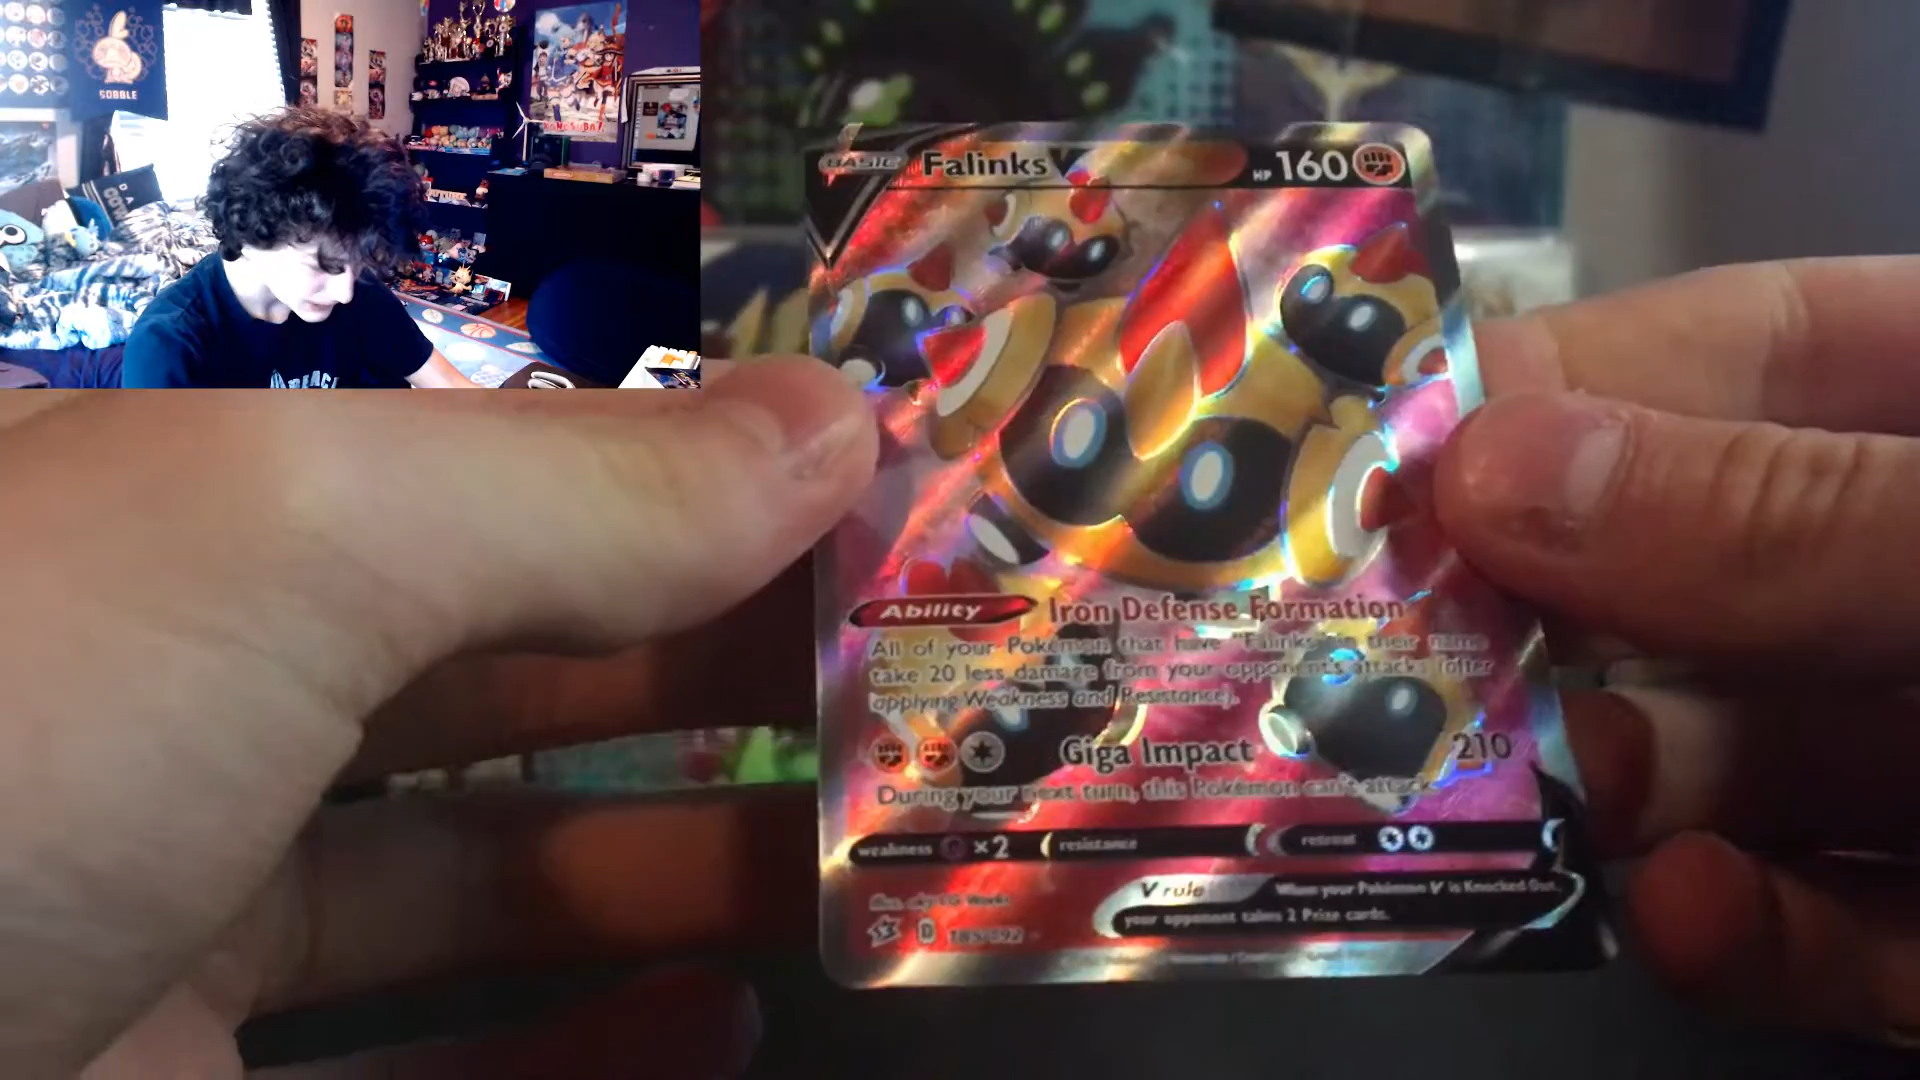 SOBBLE
KONOSUBA
BASIC Falinks V HP 160
Ability Iron Defense Formation
All of your Pokémon that have "Falinks" in their name
take 20 less damage from your opponent's attacks (after
applying Weakness and Resistance).
Giga Impact 210
During your next turn, this Pokémon can't attack.
weakness ×2 resistance retreat
V rule When your Pokémon V is Knocked Out,
your opponent takes 2 Prize cards.
D